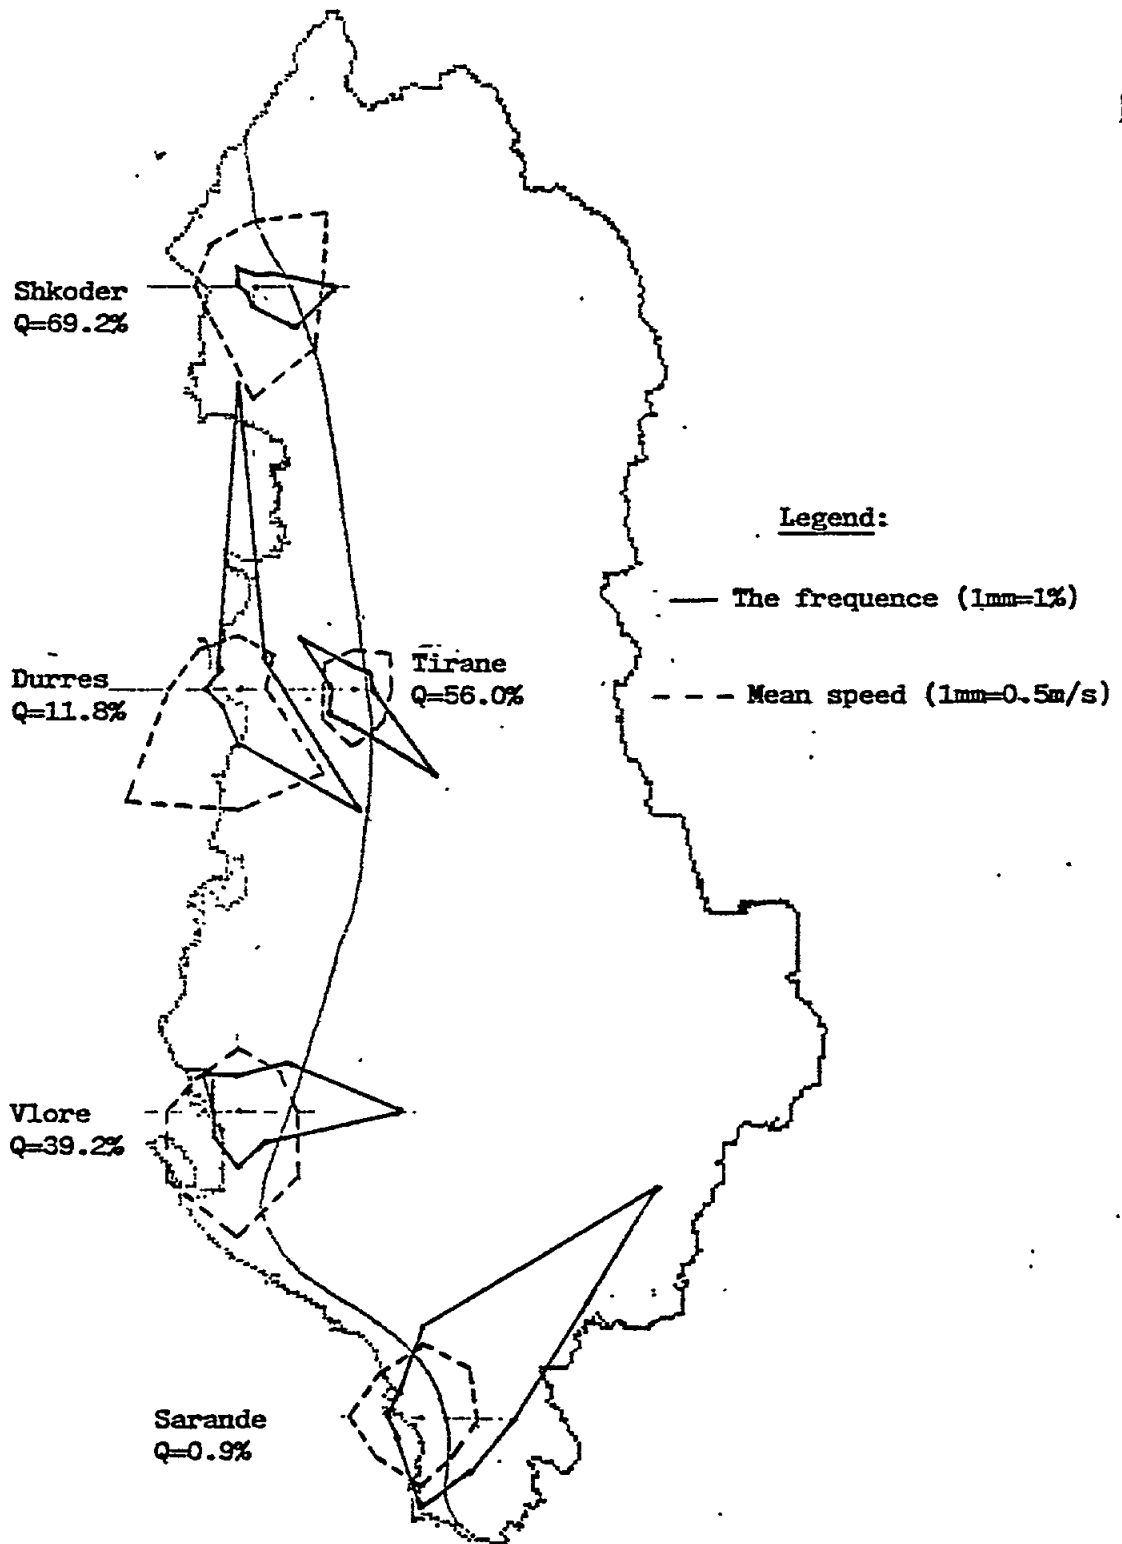 Shkoder
Q=69.2%
Legend:
The frequence (1mm=1%)
Durres
Q=11.8%
Tirane
Q=56.0%
Mean speed (1mm=0.5m/s)
Vlore
Q=39.2%
Sarande
Q=0.9%